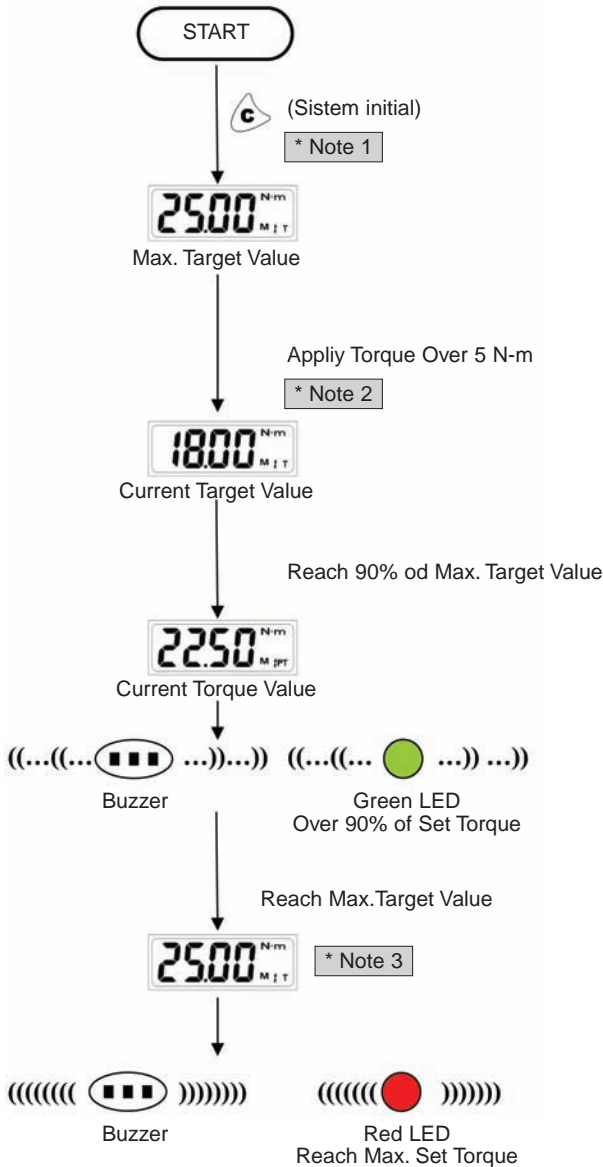 START
C (Sistem initial)
* Note 1
25.00 N-m
M T
Max. Target Value
Appliy Torque Over 5 N-m
* Note 2
18.00 N-m
M T
Current Target Value
Reach 90% od Max. Target Value
22.50 N-m
M PT
Current Torque Value
((...((... ...))...)) ((...((... ...)) ...))
Buzzer
Green LED
Over 90% of Set Torque
Reach Max.Target Value
25.00 N-m
M T
* Note 3
(((((((( )))))))) ((((((( )))))))
Buzzer
Red LED
Reach Max. Set Torque